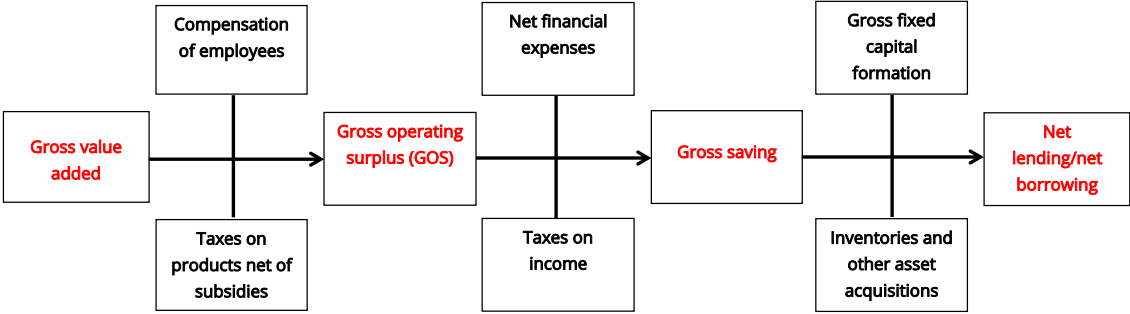 Compensation
of employees
Net financial
expenses
Gross fixed
capital
formation
Gross value
added
Gross operating
surplus (GOS)
Gross saving
Net
lending/net
borrowing
Taxes on
products net of
subsidies
Taxes on
income
Inventories and
other asset
acquisitions